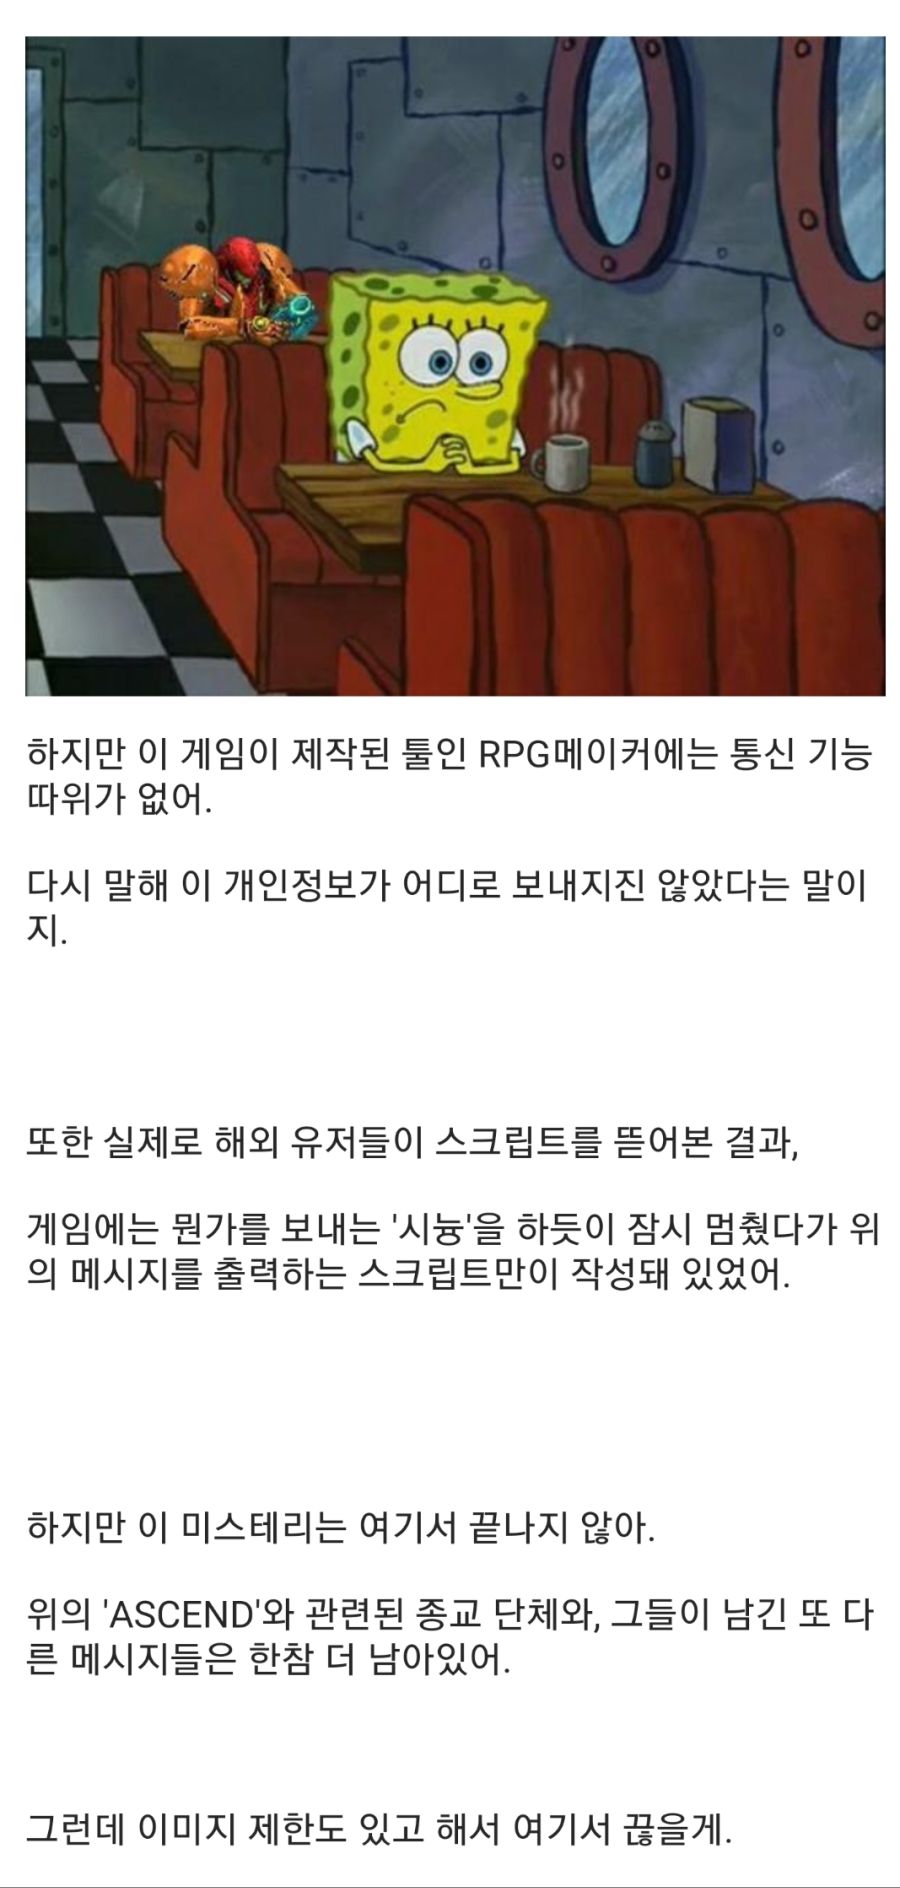 하지만 이 게임이 제작된 툴인 RPG메이커에는 통신 기능
따위가 없어.
다시 말해 이 개인정보가 어디로 보내지진 않았다는 말이
지.
또한 실제로 해외 유저들이 스크립트를 뜯어본 결과,
게임에는 뭔가를 보내는 '시늉'을 하듯이 잠시 멈췄다가 위
의 메시지를 출력하는 스크립트만이 작성돼 있었어.
하지만 이 미스테리는 여기서 끝나지 않아.
위의 'ASCEND'와 관련된 종교 단체와, 그들이 남긴 또 다
른 메시지들은 한참 더 남아있어.
그런데 이미지 제한도 있고 해서 여기서 끊을게.